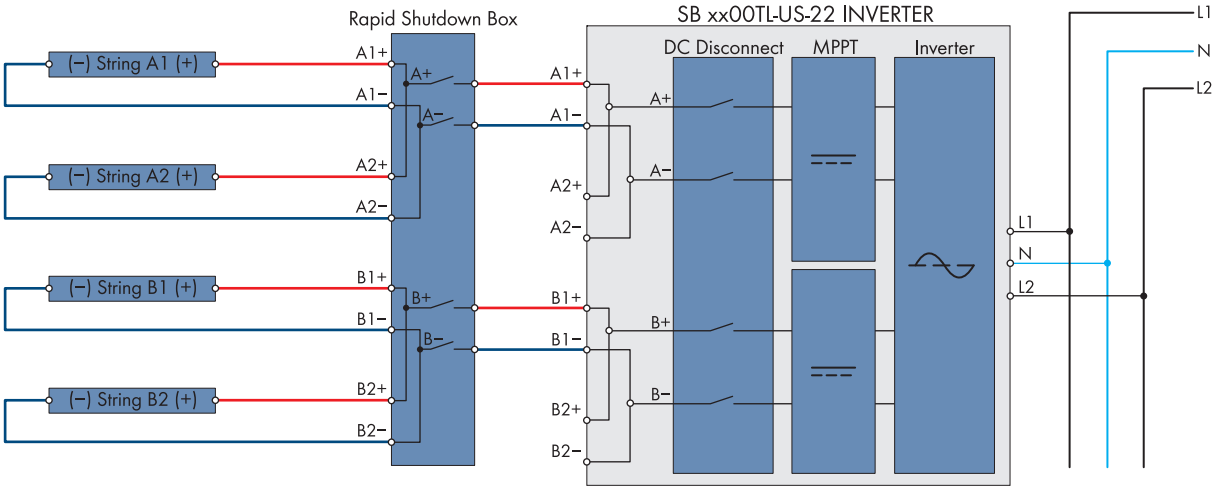 Rapid Shutdown Box
SB xx00TL-US-22 INVERTER
DC Disconnect
MPPT
Inverter
(−) String A1 (+)
A1+
A1−
A+
A−
(−) String A2 (+)
A2+
A2−
(−) String B1 (+)
B1+
B1−
B+
B−
(−) String B2 (+)
B2+
B2−
A1+
A1−
A2+
A2−
A+
A−
B1+
B1−
B2+
B2−
B+
B−
L1
N
L2
L1
N
L2